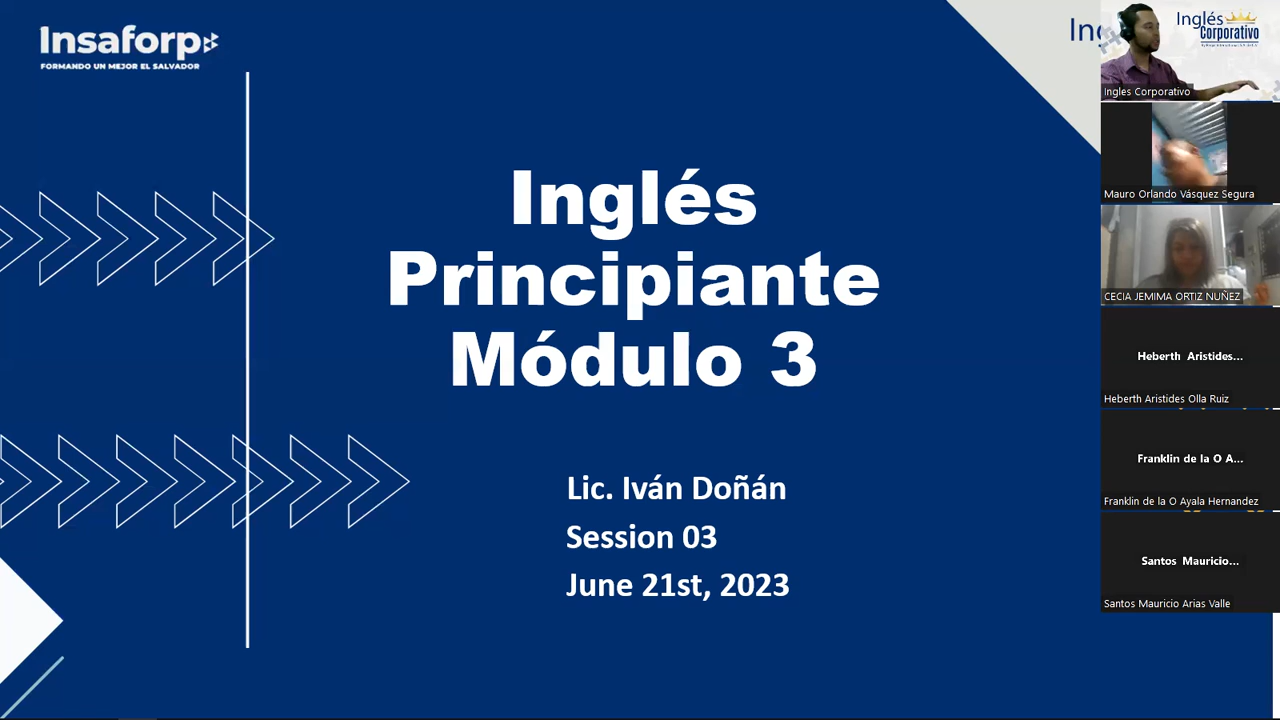 Insaforp
FORMANDO UN MEJOR EL SALVADOR
Inglés
Principiante
Módulo 3
Lic. Iván Doñán
Session 03
June 21st, 2023
Inglés
Corporativo
Ingles Corporativo
Mauro Orlando Vásquez Segura
CECIA JEMIMA ORTIZ NUÑEZ
Heberth Aristides...
Heberth Aristides Olla Ruiz
Franklin de la O A...
Franklin de la O Ayala Hernandez
Santos Mauricio...
Santos Mauricio Arias Valle